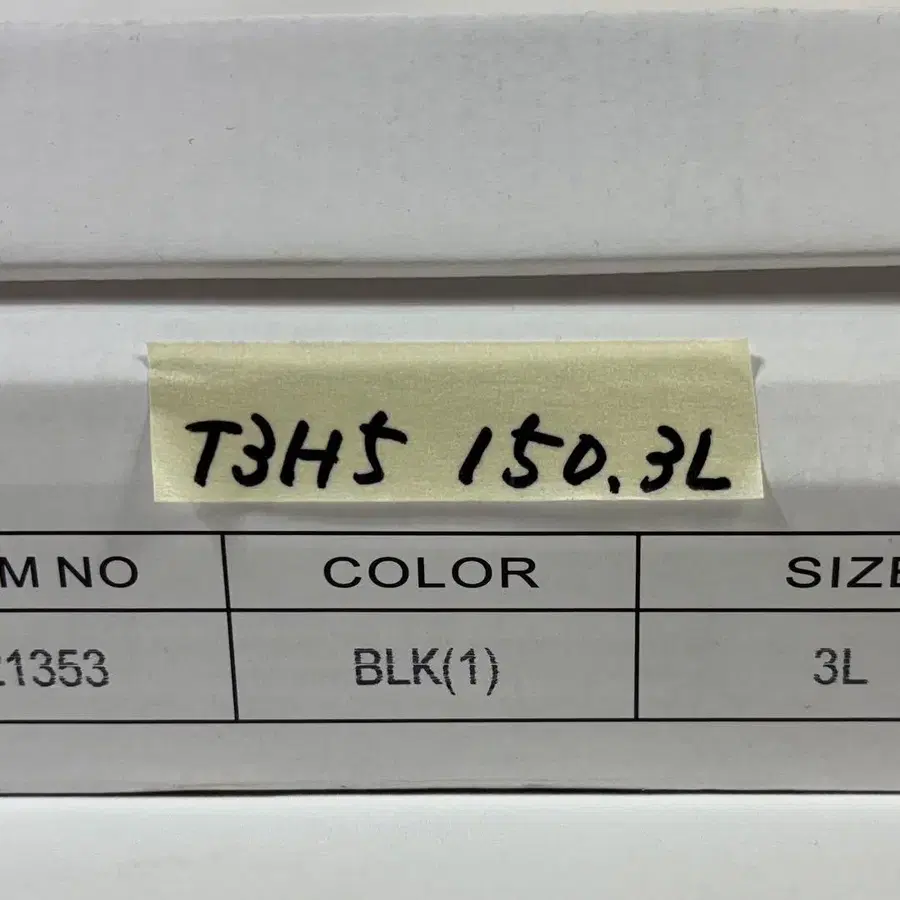 T3H5 150.3L
M NO COLOR SIZE
1353 BLK(1) 3L